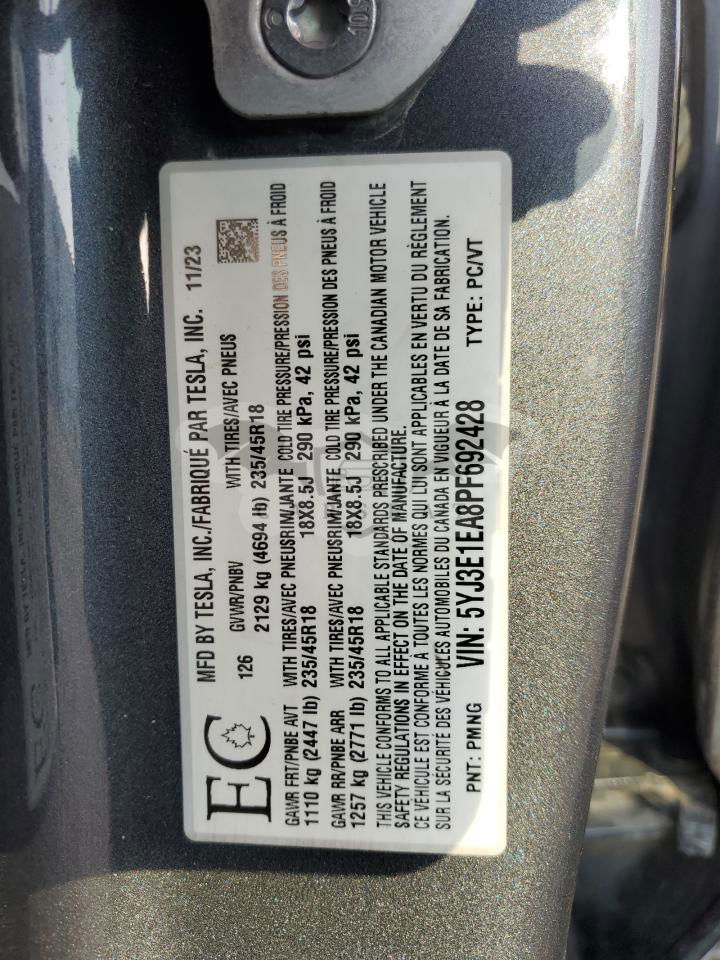 MFD BY TESLA, INC./FABRIQUÉ PAR TESLA, INC. 11/23
EC
126 GVWR/PNBV WITH TIRES/AVEC PNEUS
2129 kg (4694 lb) 235/45R18
GAWR FRT/PNBE AVT WITH TIRES/AVEC PNEUS RIM/JANTE COLD TIRE PRESSURE/PRESSION DES PNEUS À FROID
1110 kg (2447 lb) 235/45R18 18X8.5J 290 kPa, 42 psi
GAWR RR/PNBE ARR WITH TIRES/AVEC PNEUS RIM/JANTE COLD TIRE PRESSURE/PRESSION DES PNEUS À FROID
1257 kg (2771 lb) 235/45R18 18X8.5J 290 kPa, 42 psi
THIS VEHICLE CONFORMS TO ALL APPLICABLE STANDARDS PRESCRIBED UNDER THE CANADIAN MOTOR VEHICLE
SAFETY REGULATIONS IN EFFECT ON THE DATE OF MANUFACTURE.
CE VÉHICULE EST CONFORME À TOUTES LES NORMES QUI LUI SONT APPLICABLES EN VERTU DU RÈGLEMENT
SUR LA SÉCURITÉ DES VÉHICULES AUTOMOBILES DU CANADA EN VIGUEUR À LA DATE DE SA FABRICATION.
PNT: PMNG VIN: 5YJ3E1EA8PF692428 TYPE: PC/VT